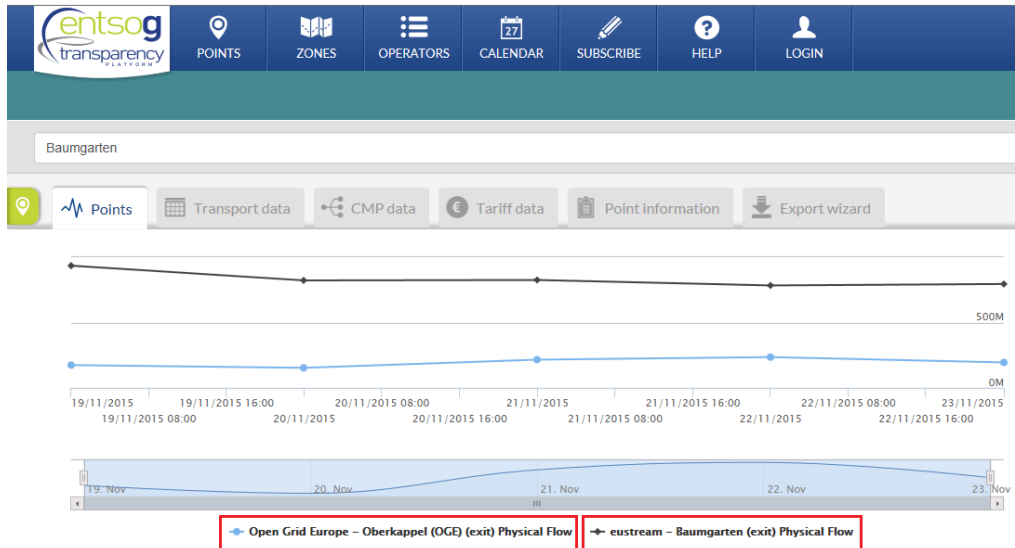 entsog
transparency
PLATFORM
POINTS
ZONES
OPERATORS
27
CALENDAR
SUBSCRIBE
?
HELP
LOGIN
Baumgarten
Points
Transport data
CMP data
€ Tariff data
Point information
Export wizard
500M
0M
19/11/2015 19/11/2015 16:00 20/11/2015 08:00 21/11/2015 21/11/2015 16:00 22/11/2015 08:00 23/11/2015
19/11/2015 08:00 20/11/2015 20/11/2015 16:00 21/11/2015 08:00 22/11/2015 22/11/2015 16:00
19. Nov 20. Nov 21. Nov 22. Nov 23. Nov
Open Grid Europe – Oberkappel (OGE) (exit) Physical Flow eustream – Baumgarten (exit) Physical Flow